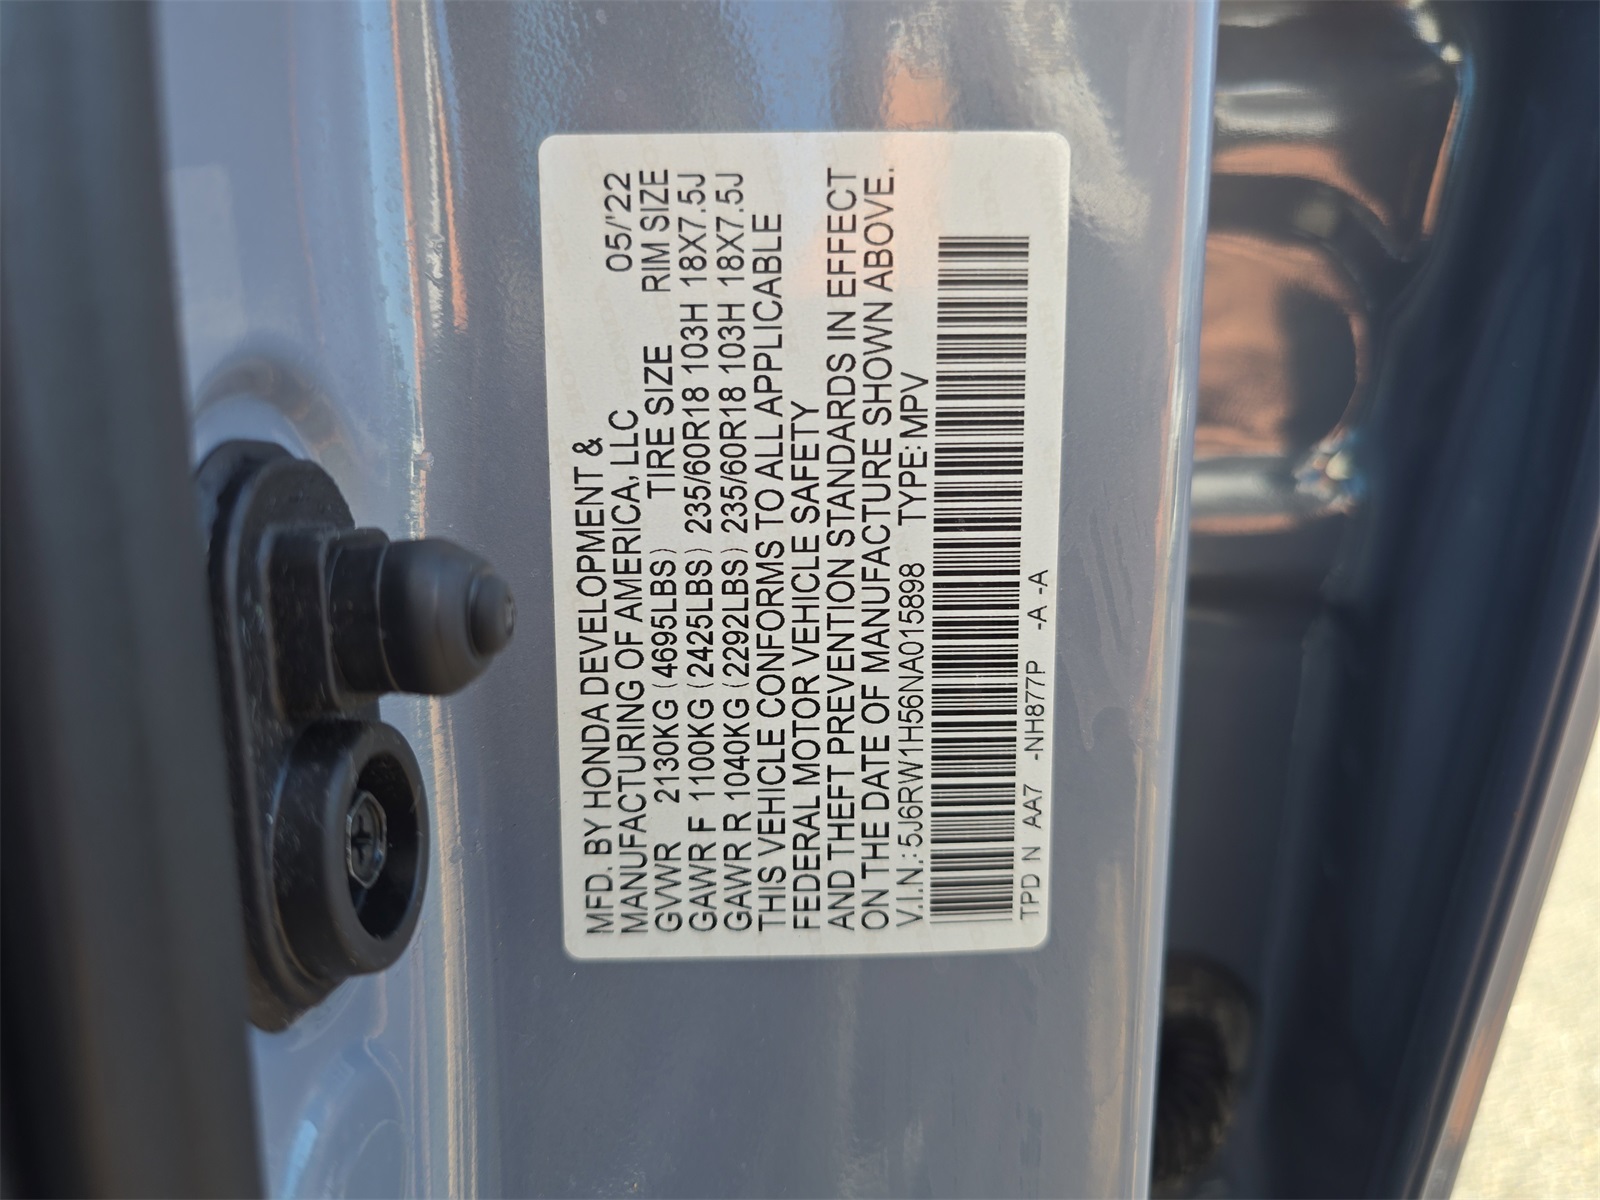 MFD. BY HONDA DEVELOPMENT &
MANUFACTURING OF AMERICA, LLC 05/'22
GVWR 2130KG (4695LBS) TIRE SIZE RIM SIZE
GAWR F 1100KG (2425LBS) 235/60R18 103H 18X7.5J
GAWR R 1040KG (2292LBS) 235/60R18 103H 18X7.5J
THIS VEHICLE CONFORMS TO ALL APPLICABLE
FEDERAL MOTOR VEHICLE SAFETY
AND THEFT PREVENTION STANDARDS IN EFFECT
ON THE DATE OF MANUFACTURE SHOWN ABOVE.
V.I.N.: 5J6RW1H56NA015898 TYPE: MPV
TPD N AA7 -NH877P -A -A